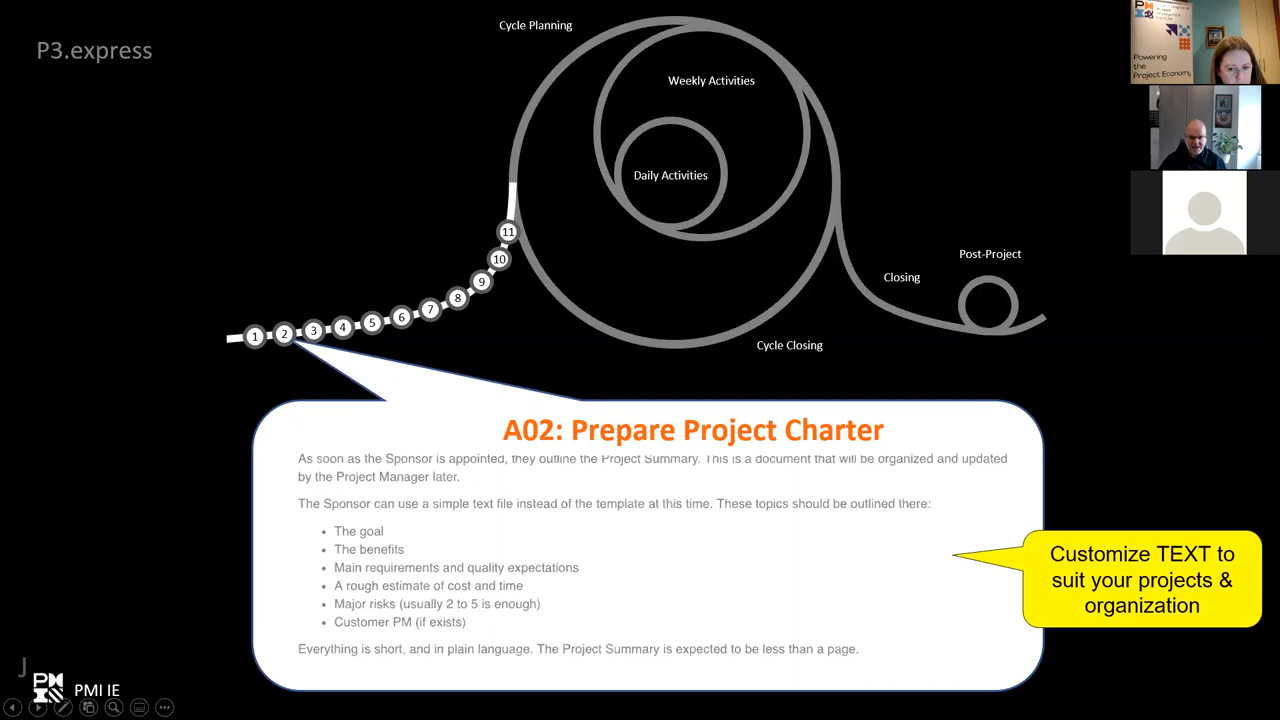 P3.express
Cycle Planning
Weekly Activities
Daily Activities
Post-Project
Closing
Cycle Closing
1
2
3
4
5
6
7
8
9
10
11
A02: Prepare Project Charter
As soon as the Sponsor is appointed, they outline the Project Summary. This is a document that will be organized and updated
by the Project Manager later.
The Sponsor can use a simple text file instead of the template at this time. These topics should be outlined there:
• The goal
• The benefits
• Main requirements and quality expectations
• A rough estimate of cost and time
• Major risks (usually 2 to 5 is enough)
• Customer PM (if exists)
Everything is short, and in plain language. The Project Summary is expected to be less than a page.
Customize TEXT to
suit your projects &
organization
J
PMI IE
Project
Management
Institute
Powering
the
Project Economy